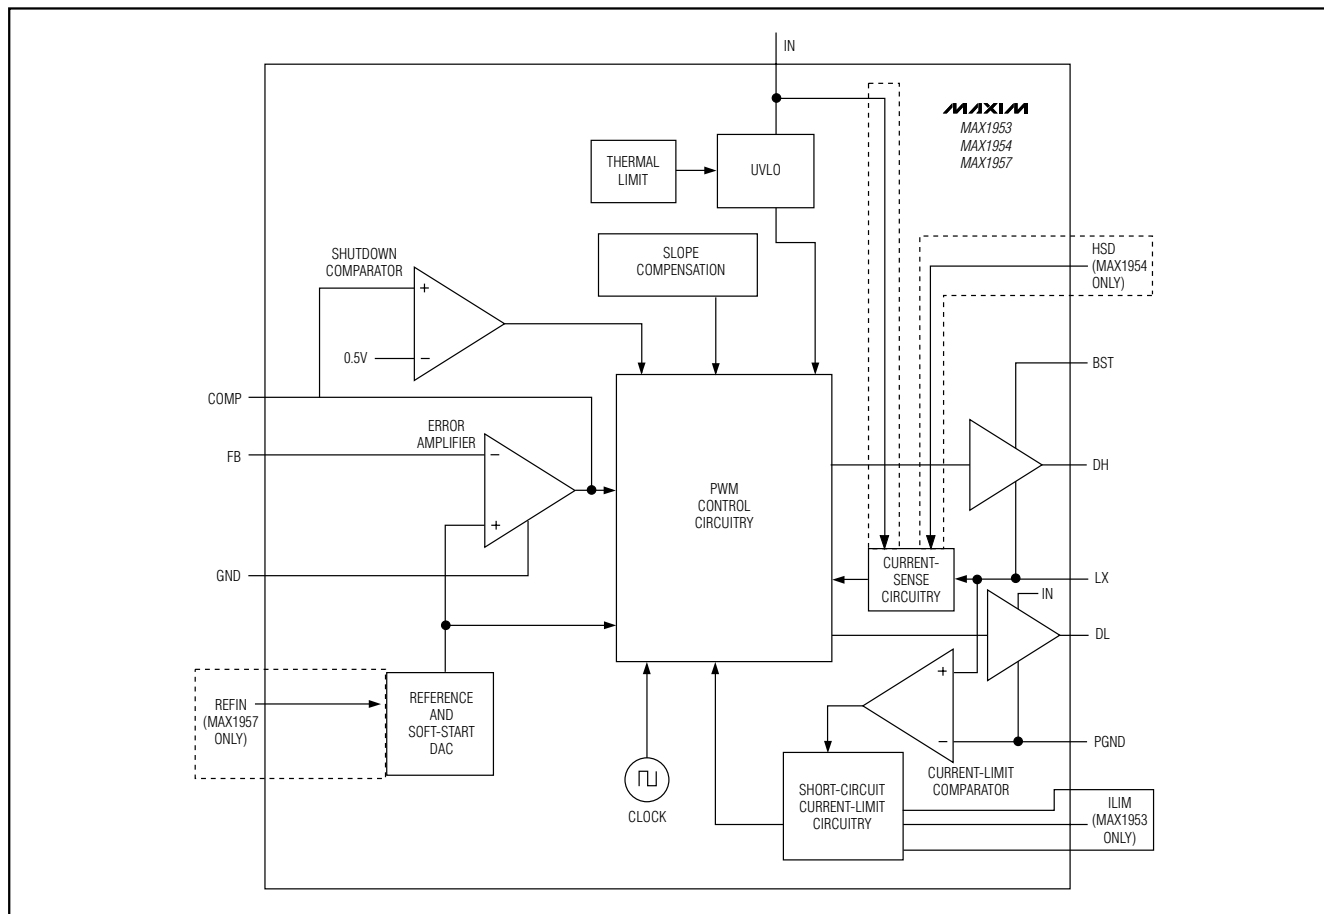 IN
MAXIM
MAX1953
MAX1954
MAX1957
THERMAL
LIMIT
UVLO
SLOPE
COMPENSATION
HSD
(MAX1954
ONLY)
SHUTDOWN
COMPARATOR
+
0.5V
−
BST
COMP
ERROR
AMPLIFIER
FB
−
+
DH
PWM
CONTROL
CIRCUITRY
GND
CURRENT-
SENSE
CIRCUITRY
LX
IN
DL
REFIN
(MAX1957
ONLY)
REFERENCE
AND
SOFT-START
DAC
+
−
PGND
CURRENT-LIMIT
COMPARATOR
CLOCK
SHORT-CIRCUIT
CURRENT-LIMIT
CIRCUITRY
ILIM
(MAX1953
ONLY)